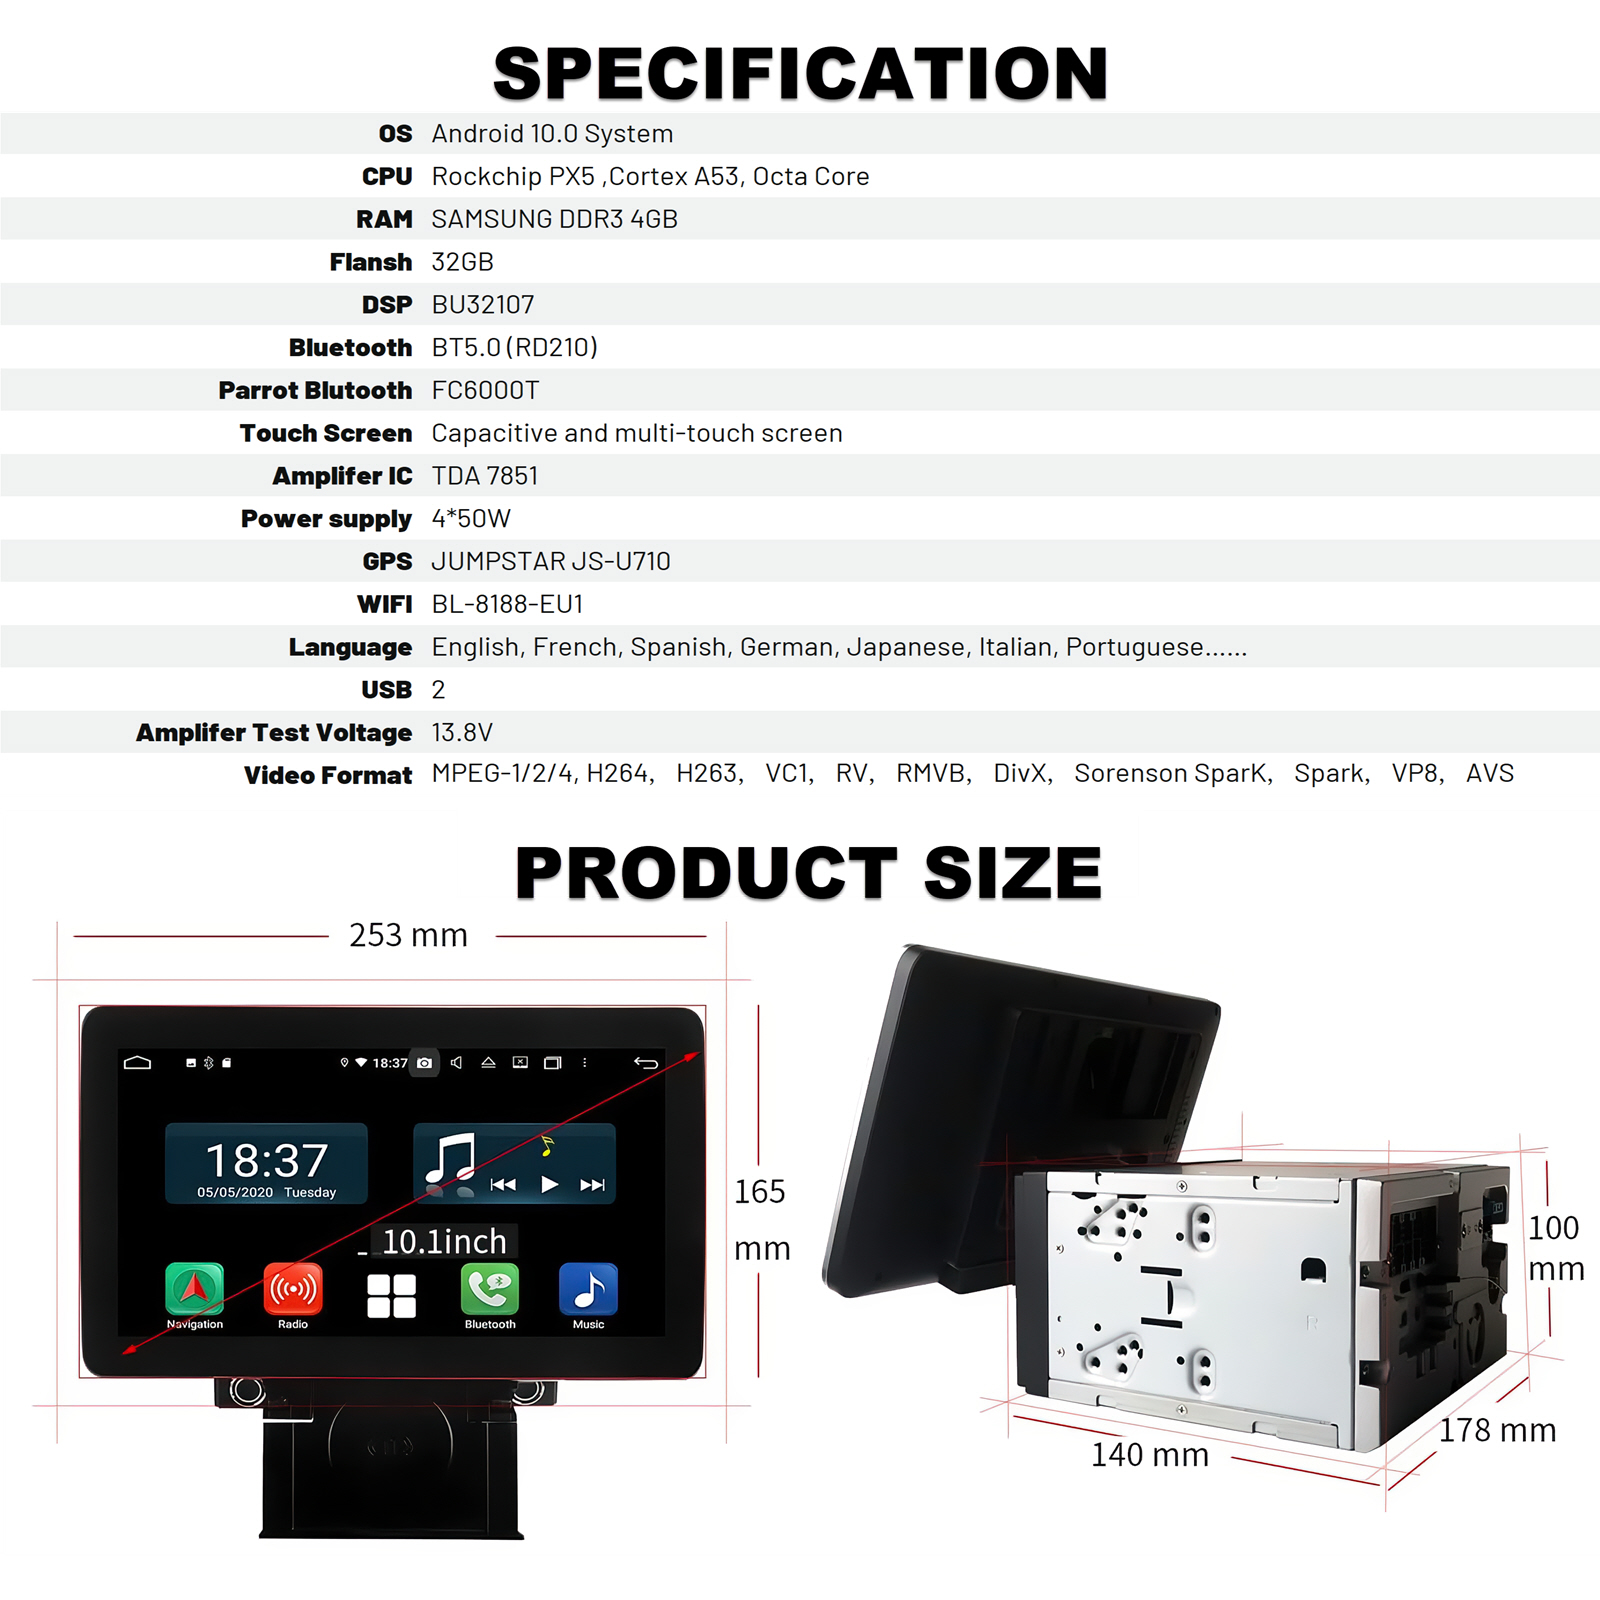 SPECIFICATION
OS Android 10.0 System
CPU Rockchip PX5 ,Cortex A53, Octa Core
RAM SAMSUNG DDR3 4GB
Flansh 32GB
DSP BU32107
Bluetooth BT5.0 (RD210)
Parrot Blutooth FC6000T
Touch Screen Capacitive and multi-touch screen
Amplifer IC TDA 7851
Power supply 4*50W
GPS JUMPSTAR JS-U710
WIFI BL-8188-EU1
Language English, French, Spanish, German, Japanese, Italian, Portuguese......
USB 2
Amplifer Test Voltage 13.8V
Video Format MPEG-1/2/4, H264, H263, VC1, RV, RMVB, DivX, Sorenson SparK, Spark, VP8, AVS
PRODUCT SIZE
253 mm
18:37
18:37
05/05/2020 Tuesday
10.1inch
Navigation Radio Bluetooth Music
165
mm
100
mm
178 mm
140 mm
R